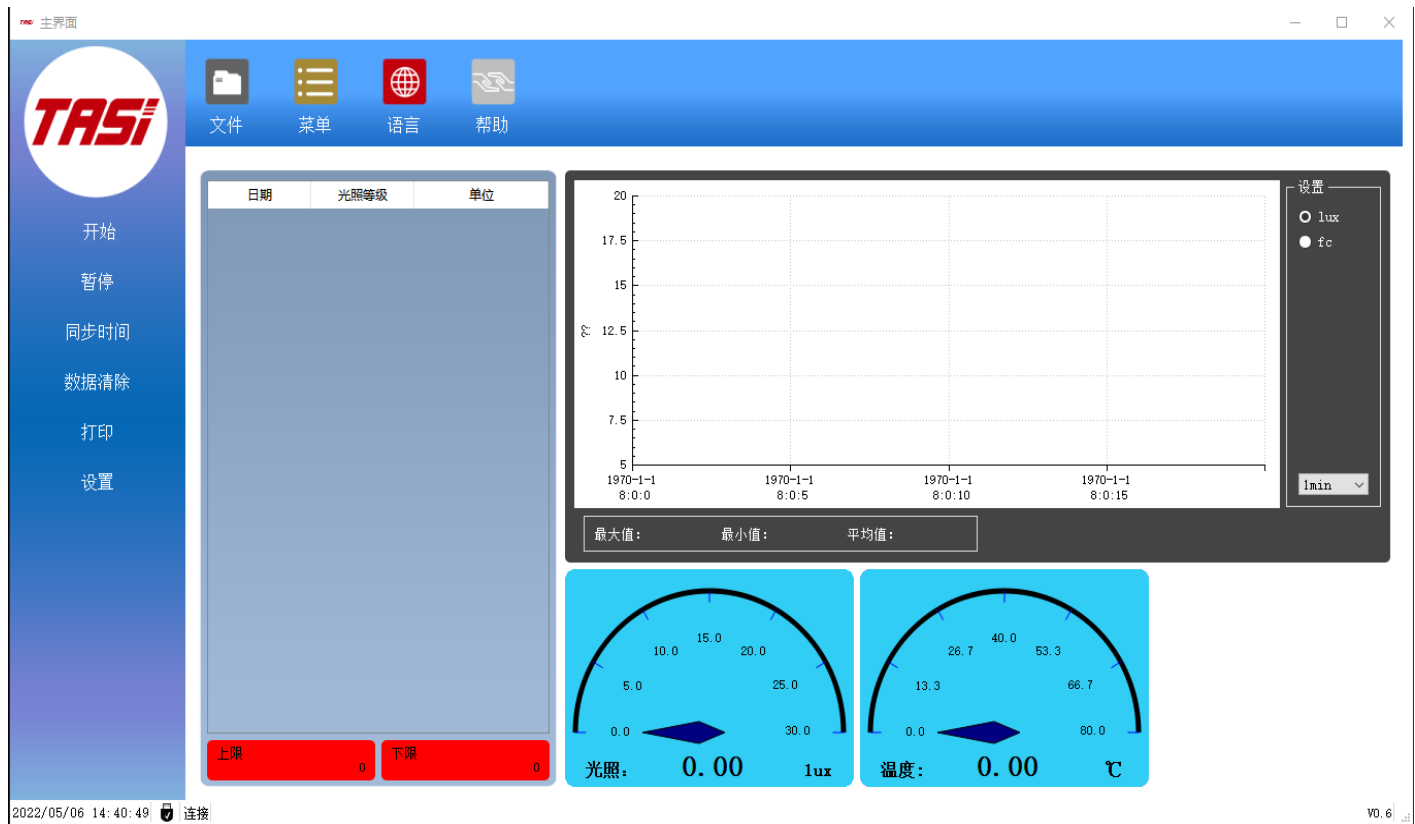 TASI 主界面
TASI
文件 菜单 语言 帮助
开始
暂停
同步时间
数据清除
打印
设置
日期 光照等级 单位
上限 0
下限 0
20
17.5
15
??
12.5
10
7.5
5
1970-1-1 1970-1-1 1970-1-1 1970-1-1
8:0:0 8:0:5 8:0:10 8:0:15
设置
lux
fc
1min
最大值: 最小值: 平均值:
15.0
10.0 20.0
5.0 25.0
0.0 30.0
光照: 0.00 lux
40.0
26.7 53.3
13.3 66.7
0.0 80.0
温度: 0.00 ℃
2022/05/06 14:40:49 连接 V0.6